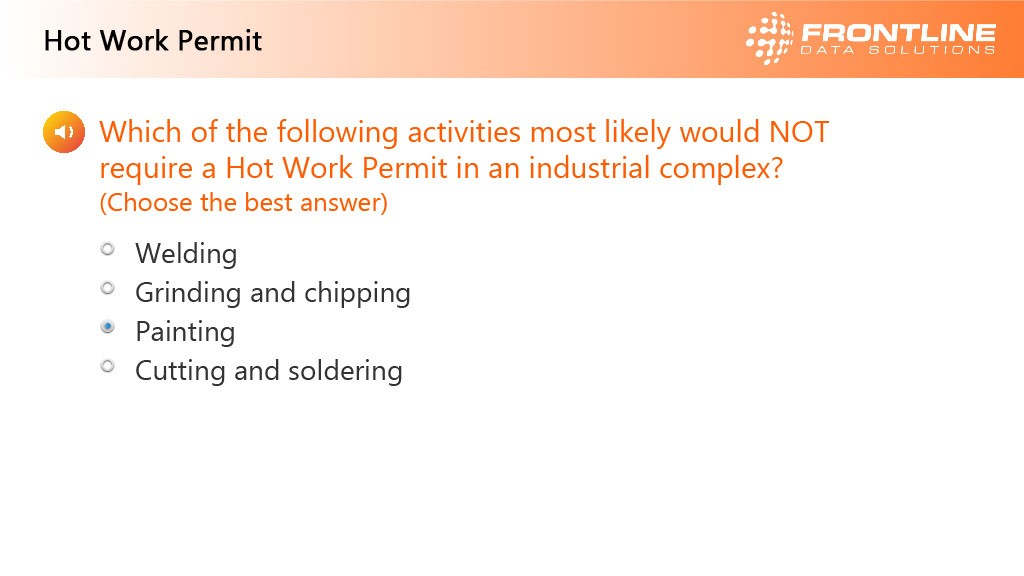 Hot Work Permit
FRONTLINE
DATA SOLUTIONS
Which of the following activities most likely would NOT
require a Hot Work Permit in an industrial complex?
(Choose the best answer)
Welding
Grinding and chipping
Painting
Cutting and soldering